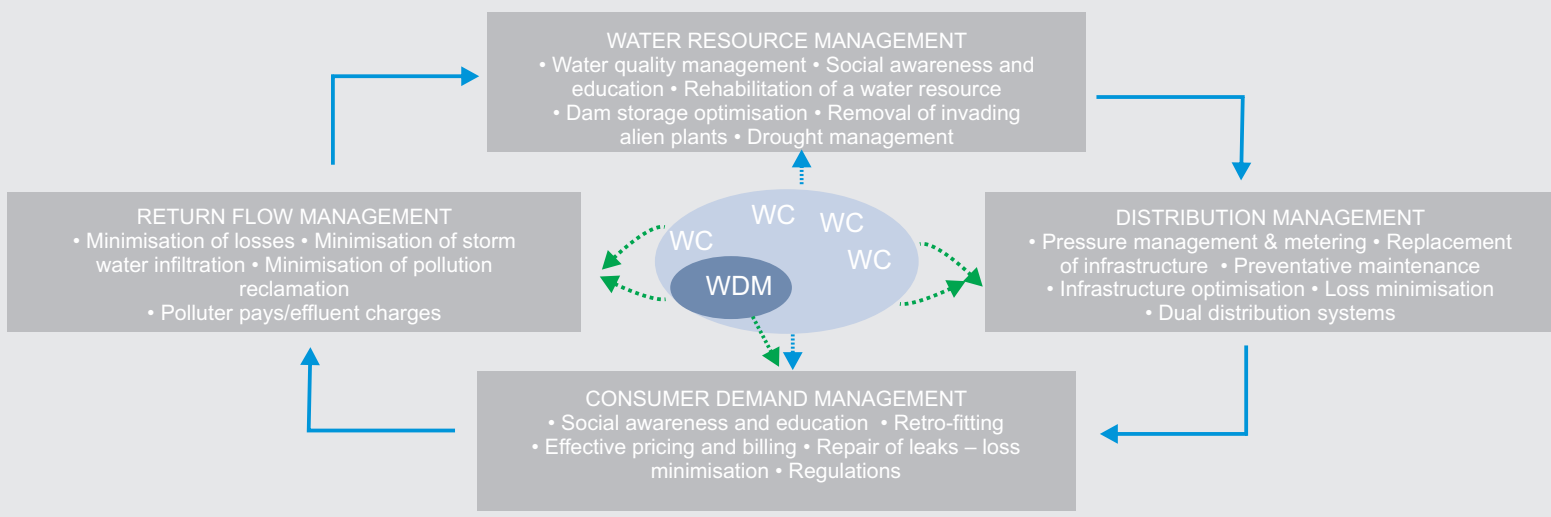 WATER RESOURCE MANAGEMENT
• Water quality management • Social awareness and
education • Rehabilitation of a water resource
• Dam storage optimisation • Removal of invading
alien plants • Drought management
RETURN FLOW MANAGEMENT
• Minimisation of losses • Minimisation of storm
water infiltration • Minimisation of pollution
reclamation
• Polluter pays/effluent charges
WC
WC
WC
WC
WDM
DISTRIBUTION MANAGEMENT
• Pressure management & metering • Replacement
of infrastructure • Preventative maintenance
• Infrastructure optimisation • Loss minimisation
• Dual distribution systems
CONSUMER DEMAND MANAGEMENT
• Social awareness and education • Retro-fitting
• Effective pricing and billing • Repair of leaks – loss
minimisation • Regulations